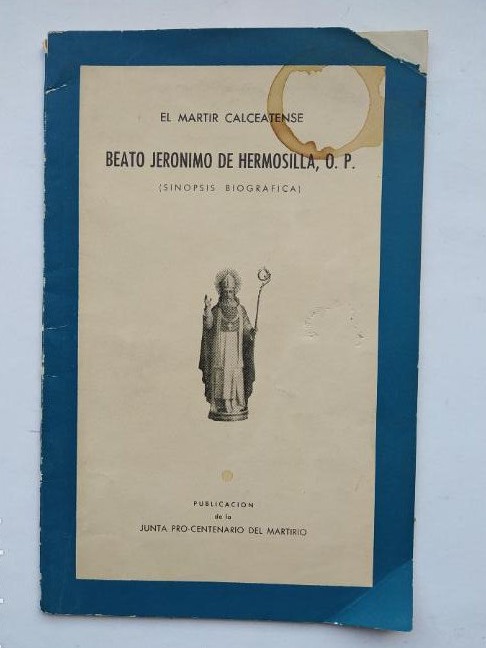 EL MARTIR CALCEATENSE
BEATO JERONIMO DE HERMOSILLA, O. P.
(SINOPSIS BIOGRAFICA)
PUBLICACION
de la
JUNTA PRO-CENTENARIO DEL MARTIRIO